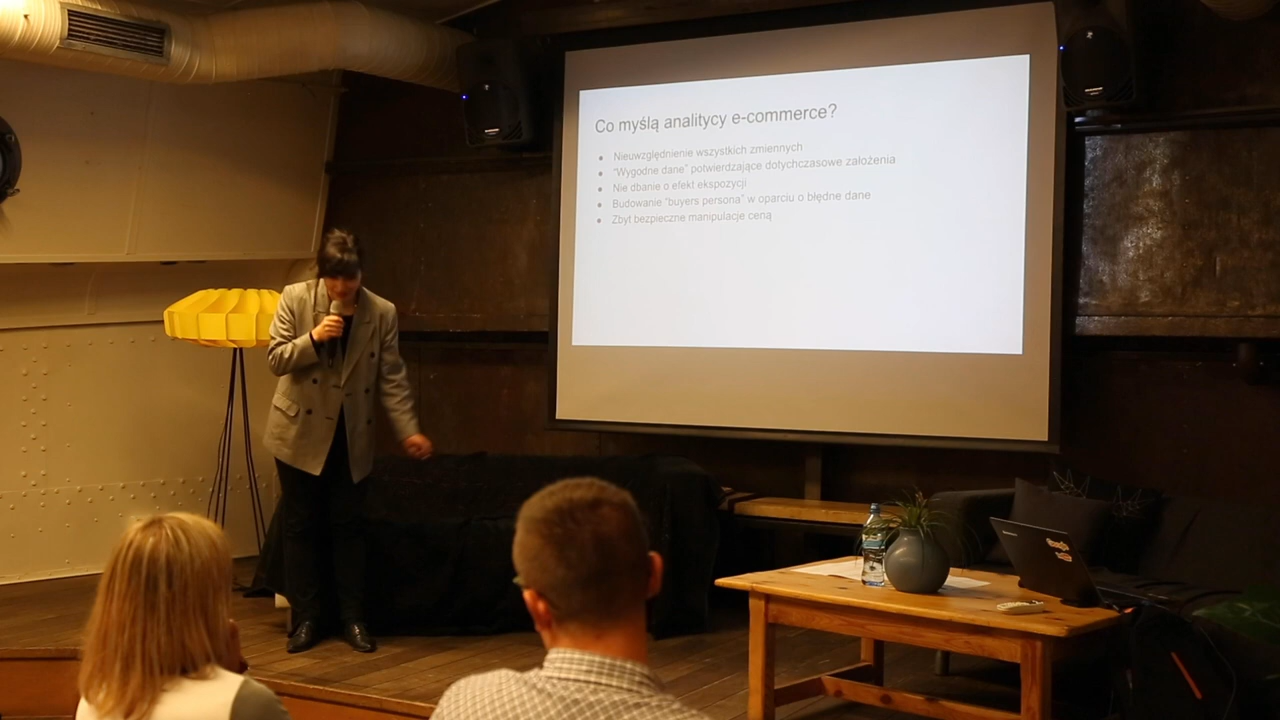 Co myślą analitycy e-commerce?
● Nieuwzględnienie wszystkich zmiennych
● "Wygodne dane" potwierdzające dotychczasowe założenia
● Nie dbanie o efekt ekspozycji
● Budowanie "buyers persona" w oparciu o błędne dane
● Zbyt bezpieczne manipulacje ceną